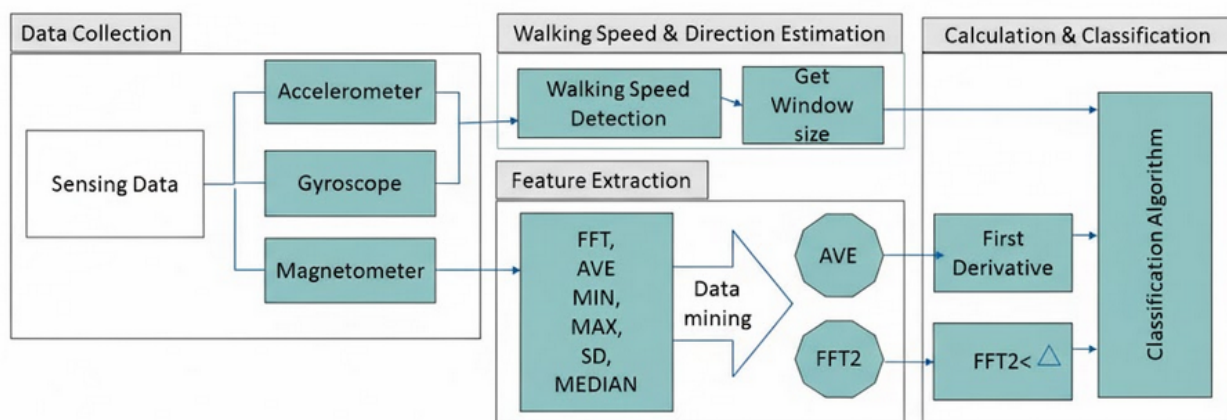 Data Collection
Sensing Data
Accelerometer
Gyroscope
Magnetometer
Walking Speed & Direction Estimation
Walking Speed
Detection
Get
Window
size
Feature Extraction
FFT,
AVE
MIN,
MAX,
SD,
MEDIAN
Data
mining
AVE
FFT2
Calculation & Classification
First
Derivative
FFT2< △
Classification Algorithm